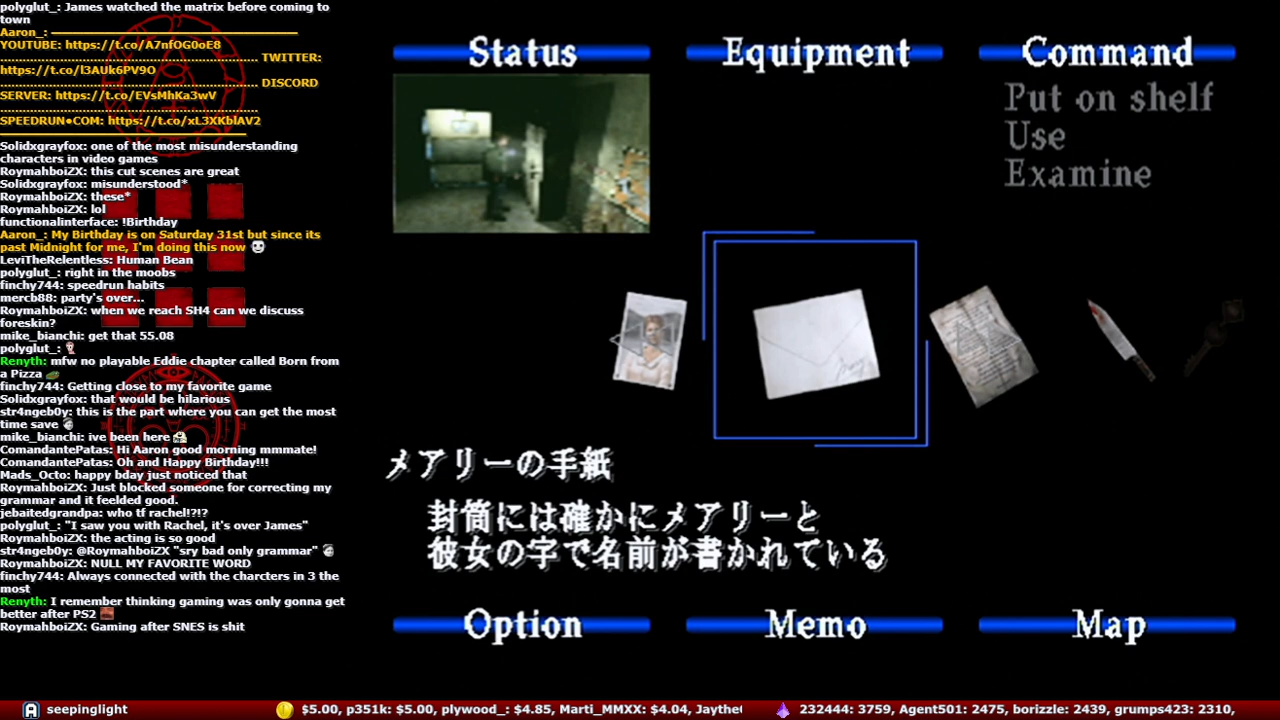 polyglut_: James watched the matrix before coming to
town
Aaron_:
YOUTUBE: https://t.co/A7nfOG0oE8
TWITTER:
https://t.co/l3AUk6PV9O
DISCORD
SERVER: https://t.co/EVsMhKa3wV
SPEEDRUN●COM: https://t.co/xL3XKblAV2
Solidxgrayfox: one of the most misunderstanding
characters in video games
RoymahboiZX: this cut scenes are great
Solidxgrayfox: misunderstood*
RoymahboiZX: these*
RoymahboiZX: lol
functionalinterface: !Birthday
Aaron_: My Birthday is on Saturday 31st but since its
past Midnight for me, I'm doing this now
LeviTheRelentless: Human Bean
polyglut_: right in the moobs
finchy744: speedrun habits
mercb88: party's over...
RoymahboiZX: when we reach SH4 can we discuss
foreskin?
mike_bianchi: get that 55.08
polyglut_:
Renyth: mfw no playable Eddie chapter called Born from
a Pizza
finchy744: Getting close to my favorite game
Solidxgrayfox: that would be hilarious
str4ngeb0y: this is the part where you can get the most
time save
mike_bianchi: ive been here
ComandantePatas: Hi Aaron good morning mmmate!
ComandantePatas: Oh and Happy Birthday!!!
Mads_Octo: happy bday just noticed that
RoymahboiZX: Just blocked someone for correcting my
grammar and it feelded good.
jebaitedgrandpa: who tf rachel!?!?
polyglut_: "I saw you with Rachel, it's over James"
RoymahboiZX: the acting is so good
str4ngeb0y: @RoymahboiZX "sry bad only grammar"
RoymahboiZX: NULL MY FAVORITE WORD
finchy744: Always connected with the charcters in 3 the
most
Renyth: I remember thinking gaming was only gonna get
better after PS2
RoymahboiZX: Gaming after SNES is shit
Status
Equipment
Command
Put on shelf
Use
Examine
メアリーの手紙
封筒には確かにメアリーと
彼女の字で名前が書かれている
Option
Memo
Map
seepinglight
$5.00, p351k: $5.00, plywood_: $4.85, Marti_MMXX: $4.04, Jaythe
232444: 3759, Agent501: 2475, borizzle: 2439, grumps423: 2310,